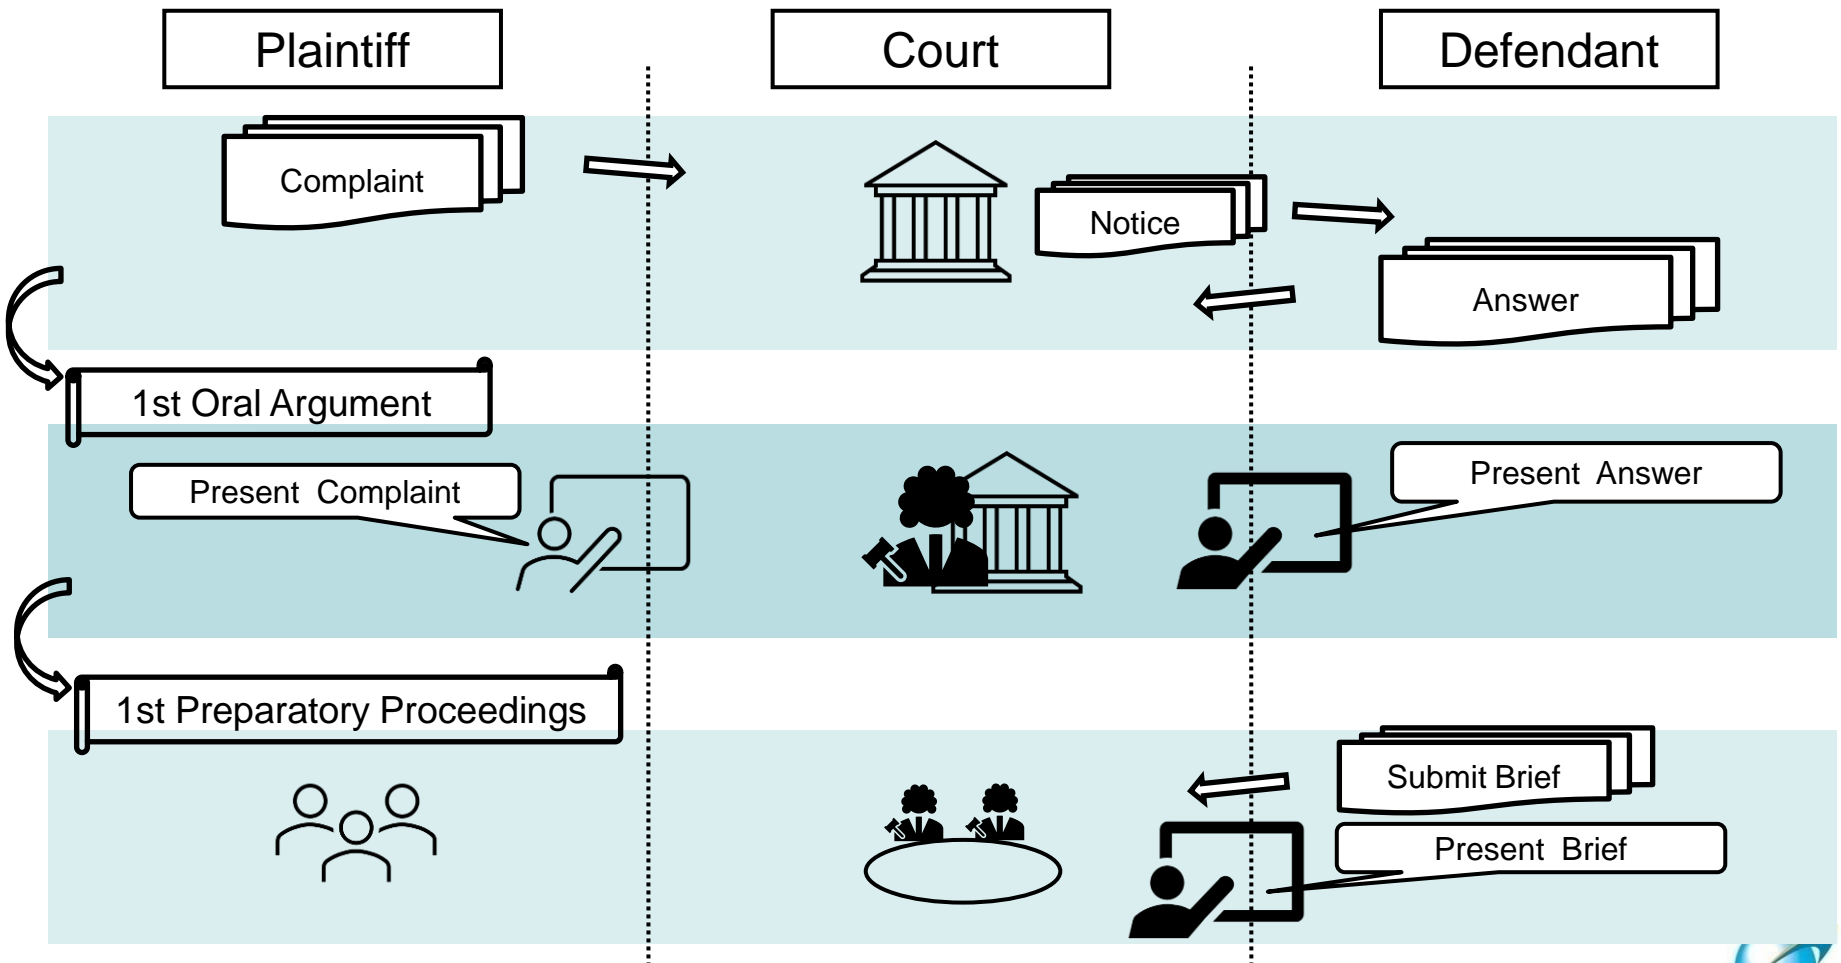 Plaintiff
Court
Defendant
Complaint
Notice
Answer
1st Oral Argument
Present Complaint
Present Answer
1st Preparatory Proceedings
Submit Brief
Present Brief